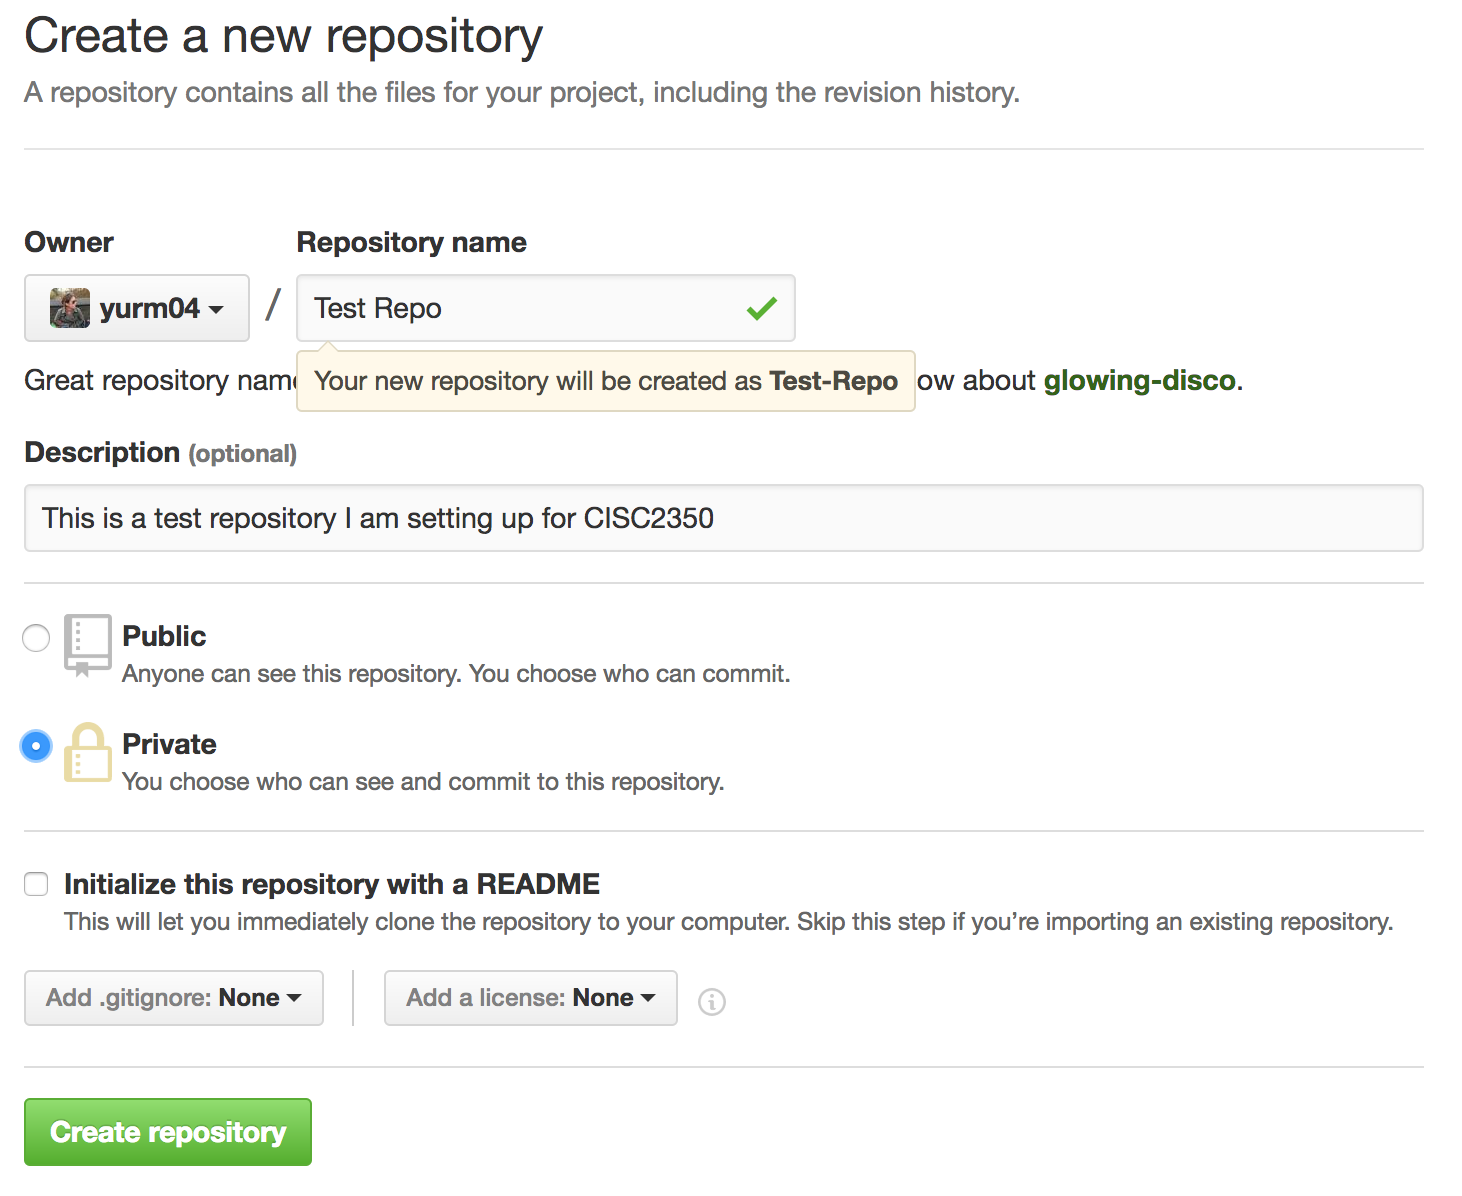 Create a new repository
A repository contains all the files for your project, including the revision history.
Owner Repository name
yurm04 / Test Repo
Great repository name Your new repository will be created as Test-Repo ow about glowing-disco.
Description (optional)
This is a test repository I am setting up for CISC2350
Public
Anyone can see this repository. You choose who can commit.
Private
You choose who can see and commit to this repository.
Initialize this repository with a README
This will let you immediately clone the repository to your computer. Skip this step if you’re importing an existing repository.
Add .gitignore: None Add a license: None
Create repository